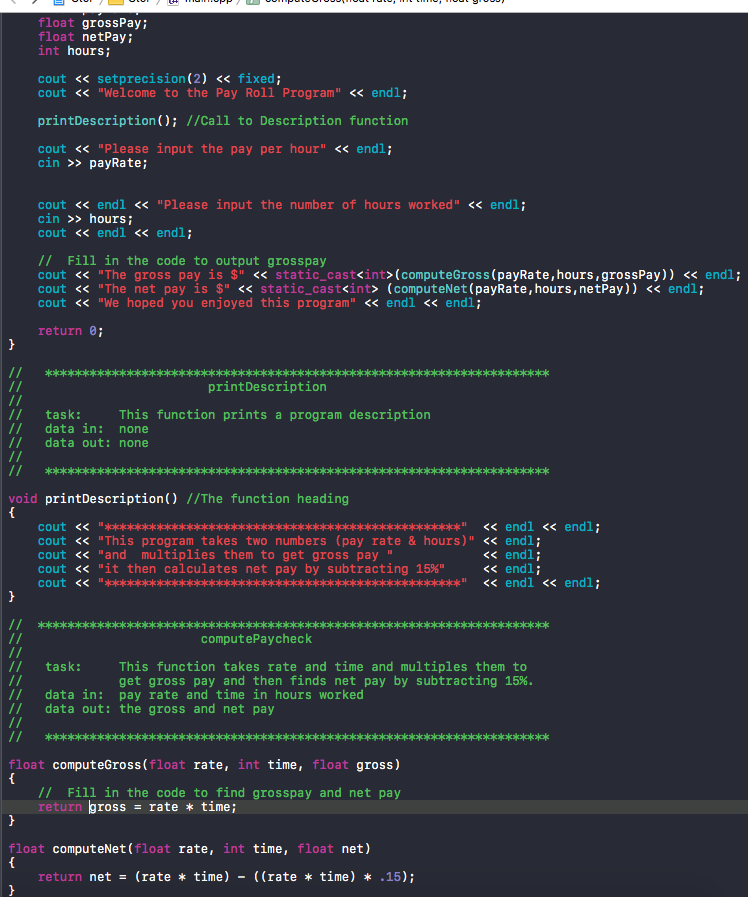 main.cpp computeGross(float rate, int time, float gross)
float grossPay;
float netPay;
int hours;
cout << setprecision(2) << fixed;
cout << "Welcome to the Pay Roll Program" << endl;
printDescription(); //Call to Description function
cout << "Please input the pay per hour" << endl;
cin >> payRate;
cout << endl << "Please input the number of hours worked" << endl;
cin >> hours;
cout << endl << endl;
//  Fill in the code to output grosspay
cout << "The gross pay is $" << static_cast<int>(computeGross(payRate,hours,grossPay)) << endl;
cout << "The net pay is $" << static_cast<int> (computeNet(payRate,hours,netPay)) << endl;
cout << "We hoped you enjoyed this program" << endl << endl;
return 0;
}
//   ********************************************************************
//                         printDescription
//
//   task:     This function prints a program description
//   data in:  none
//   data out: none
//
//   ********************************************************************
void printDescription() //The function heading
{
cout << "************************************************" << endl << endl;
cout << "This program takes two numbers (pay rate & hours)" << endl;
cout << "and  multiplies them to get gross pay " << endl;
cout << "it then calculates net pay by subtracting 15%" << endl;
cout << "************************************************" << endl << endl;
}
//  *********************************************************************
//                        computePaycheck
//
//   task:     This function takes rate and time and multiples them to
//             get gross pay and then finds net pay by subtracting 15%.
//   data in:  pay rate and time in hours worked
//   data out: the gross and net pay
//
//   ********************************************************************
float computeGross(float rate, int time, float gross)
{
//  Fill in the code to find grosspay and net pay
return gross = rate * time;
}
float computeNet(float rate, int time, float net)
{
return net = (rate * time) - ((rate * time) * .15);
}